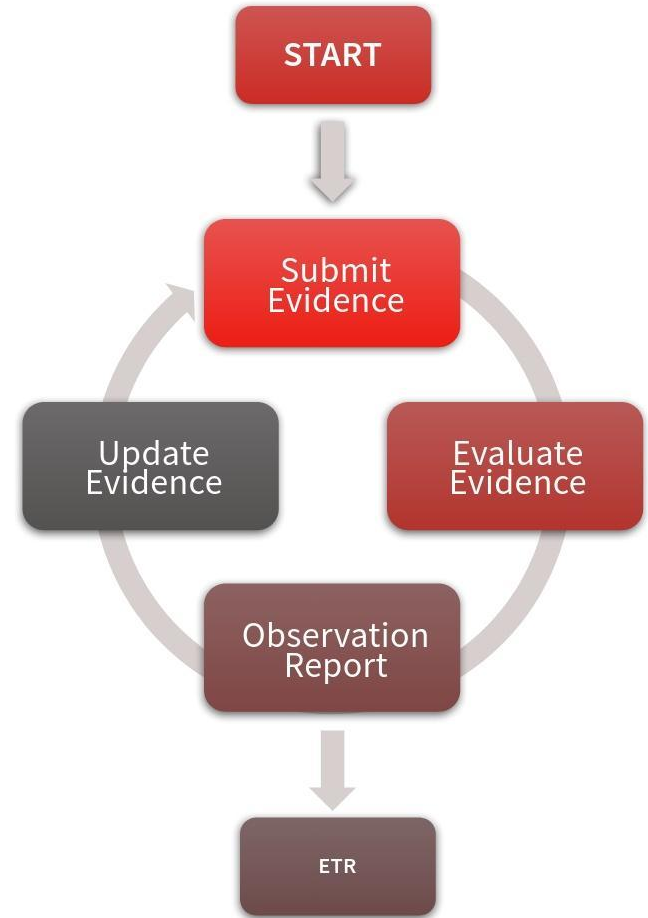 START
Submit
Evidence
Update
Evidence
Evaluate
Evidence
Observation
Report
ETR